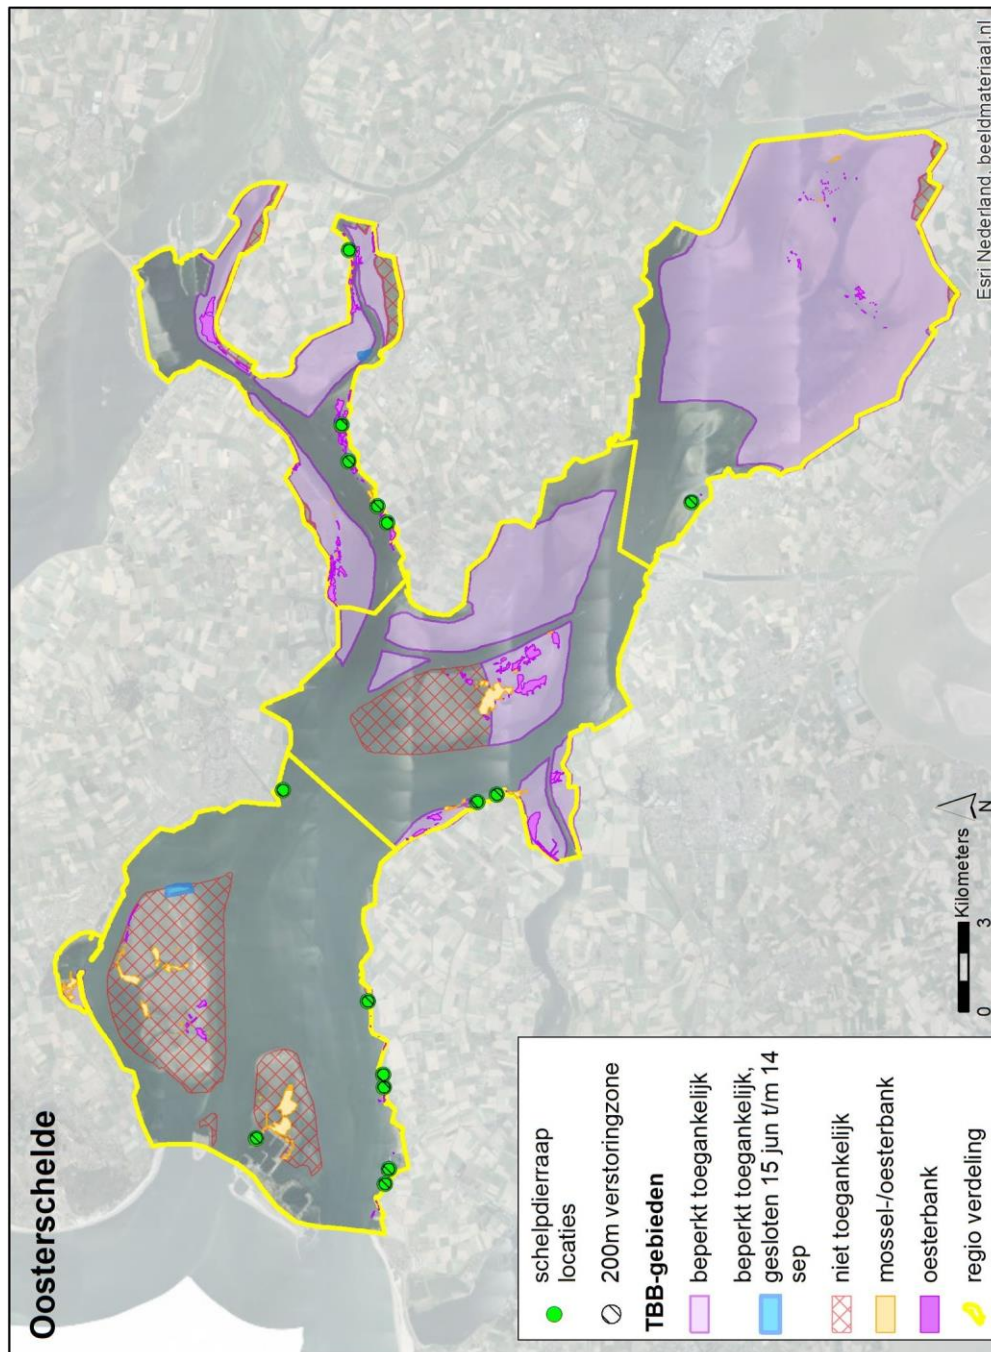 Oosterschelde
schelpdierraap
locaties
200m verstoringzone
TBB-gebieden
beperkt toegankelijk
beperkt toegankelijk,
gesloten 15 jun t/m 14
sep
niet toegankelijk
mossel-/oesterbank
oesterbank
regio verdeling
0 3 Kilometers
N
Esri Nederland, beeldmateriaal.nl